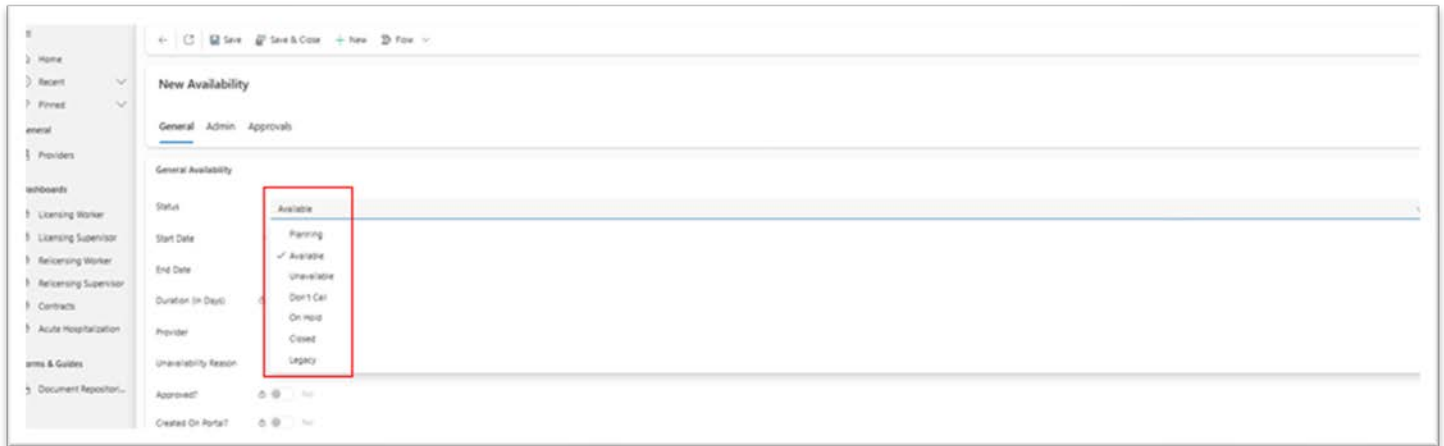 Save Save & Close New Flow
Home
Recent
Pinned
New Availability
General Admin Approvals
eneral
Providers
General Availability
ashboards
Licensing Worker
Licensing Supervisor
Relicensing Worker
Relicensing Supervisor
Contracts
Acute Hospitalization
orms & Guides
Document Repositori...
Status
Available
Start Date
Planning
Available
End Date
Unavailable
Duration (in Days)
Don't Call
On Hold
Provider
Closed
Unavailability Reason
Legacy
Approved? No
Created On Portal? No